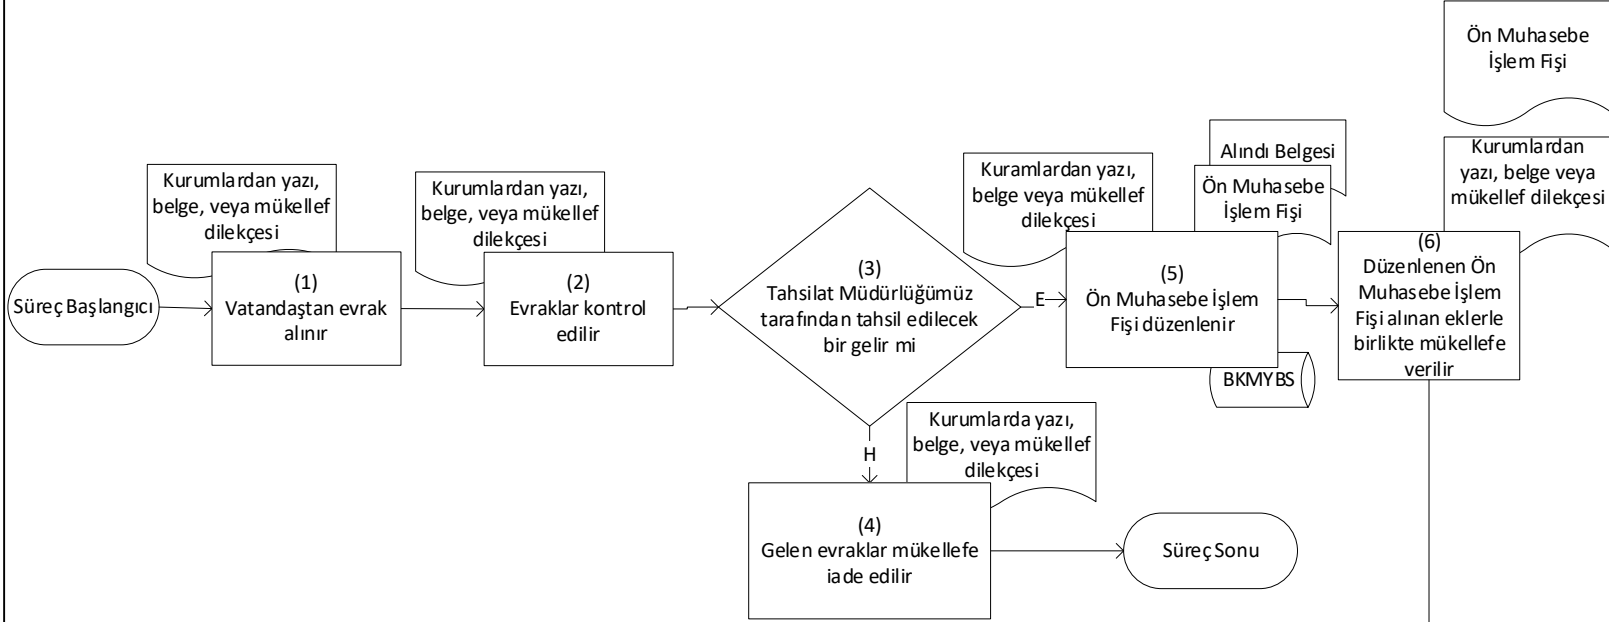 Ön Muhasebe
İşlem Fişi
Alındı Belgesi
Ön Muhasebe
İşlem Fişi
Kurumlardan
yazı, belge veya
mükellef dilekçesi
Kurumlardan yazı,
belge, veya mükellef
dilekçesi
Kurumlardan yazı,
belge, veya mükellef
dilekçesi
Kuramlardan yazı,
belge veya mükellef
dilekçesi
Süreç Başlangıcı
(1)
Vatandaştan evrak
alınır
(2)
Evraklar kontrol
edilir
(3)
Tahsilat Müdürlüğümüz
tarafından tahsil edilecek
bir gelir mi
E
(5)
Ön Muhasebe İşlem
Fişi düzenlenir
BKMYBS
(6)
Düzenlenen Ön
Muhasebe İşlem
Fişi alınan eklerle
birlikte mükellefe
verilir
H
Kurumlarda yazı,
belge, veya mükellef
dilekçesi
(4)
Gelen evraklar mükellefe
iade edilir
Süreç Sonu